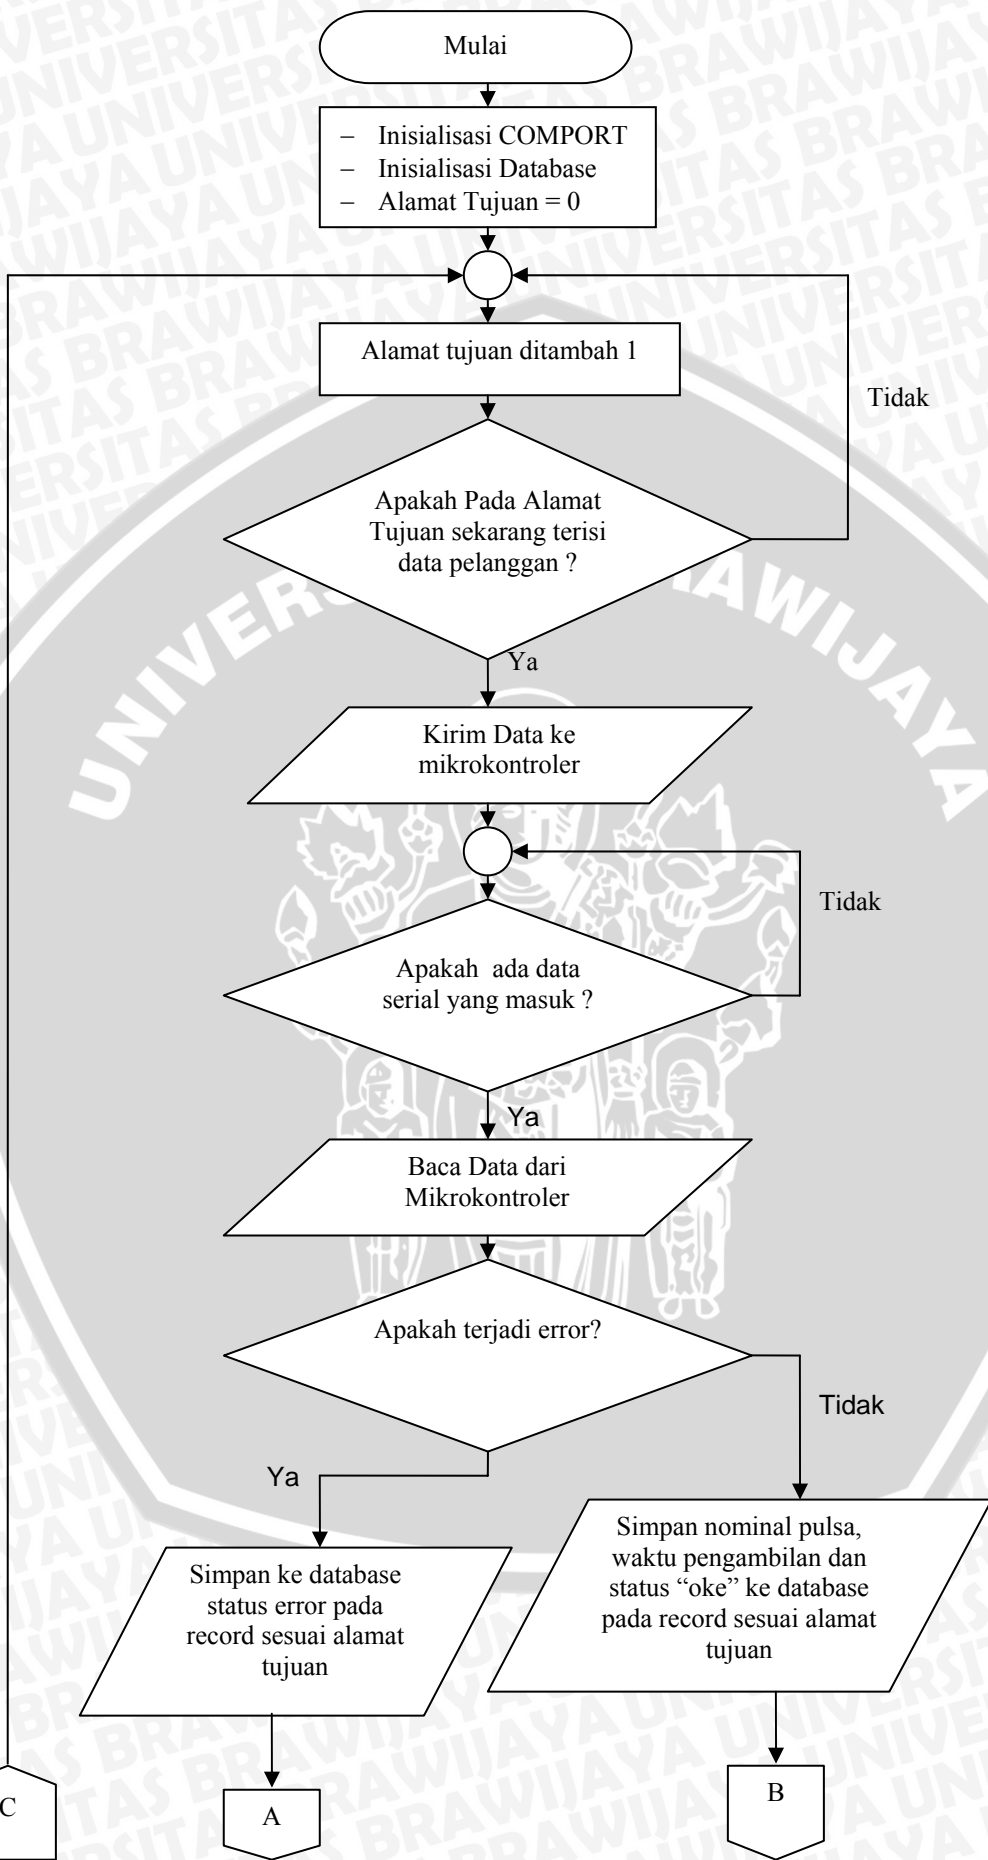 Mulai
– Inisialisasi COMPORT
– Inisialisasi Database
– Alamat Tujuan = 0
Alamat tujuan ditambah 1
Tidak
Apakah Pada Alamat
Tujuan sekarang terisi
data pelanggan ?
Ya
Kirim Data ke
mikrokontroler
Tidak
Apakah ada data
serial yang masuk ?
Ya
Baca Data dari
Mikrokontroler
Apakah terjadi error?
Tidak
Ya
Simpan nominal pulsa,
waktu pengambilan dan
status “oke” ke database
pada record sesuai alamat
tujuan
Simpan ke database
status error pada
record sesuai alamat
tujuan
C
A
B